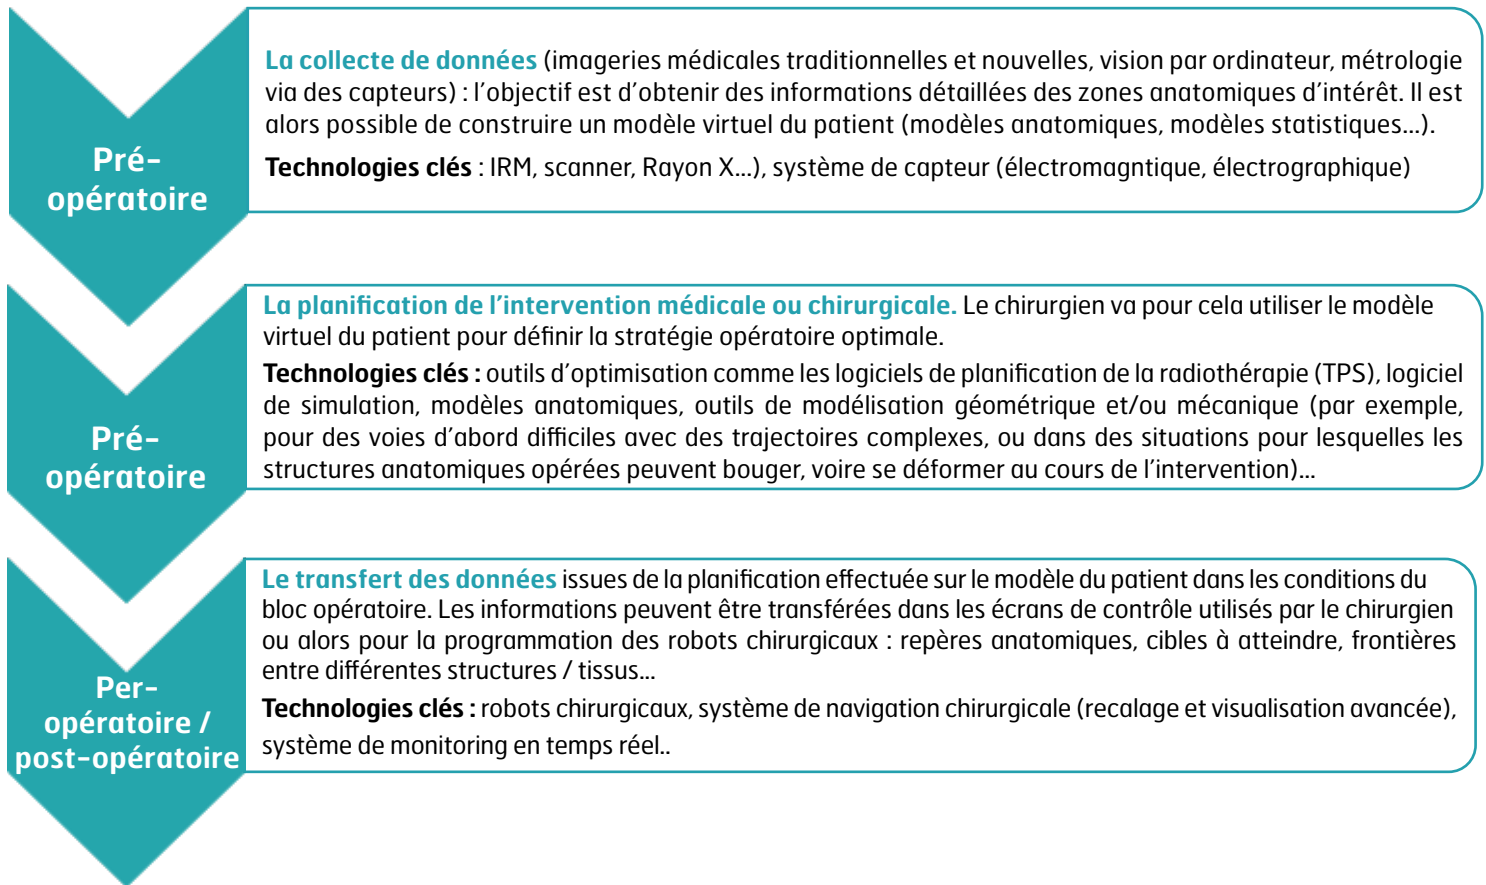 Pré-
opératoire
La collecte de données (imageries médicales traditionnelles et nouvelles, vision par ordinateur, métrologie
via des capteurs) : l’objectif est d’obtenir des informations détaillées des zones anatomiques d’intérêt. Il est
alors possible de construire un modèle virtuel du patient (modèles anatomiques, modèles statistiques...).
Technologies clés : IRM, scanner, Rayon X...), système de capteur (électromagntique, électrographique)
Pré-
opératoire
La planification de l’intervention médicale ou chirurgicale. Le chirurgien va pour cela utiliser le modèle
virtuel du patient pour définir la stratégie opératoire optimale.
Technologies clés : outils d’optimisation comme les logiciels de planification de la radiothérapie (TPS), logiciel
de simulation, modèles anatomiques, outils de modélisation géométrique et/ou mécanique (par exemple,
pour des voies d’abord difficiles avec des trajectoires complexes, ou dans des situations pour lesquelles les
structures anatomiques opérées peuvent bouger, voire se déformer au cours de l’intervention)...
Per-
opératoire /
post-opératoire
Le transfert des données issues de la planification effectuée sur le modèle du patient dans les conditions du
bloc opératoire. Les informations peuvent être transférées dans les écrans de contrôle utilisés par le chirurgien
ou alors pour la programmation des robots chirurgicaux : repères anatomiques, cibles à atteindre, frontières
entre différentes structures / tissus...
Technologies clés : robots chirurgicaux, système de navigation chirurgicale (recalage et visualisation avancée),
système de monitoring en temps réel..